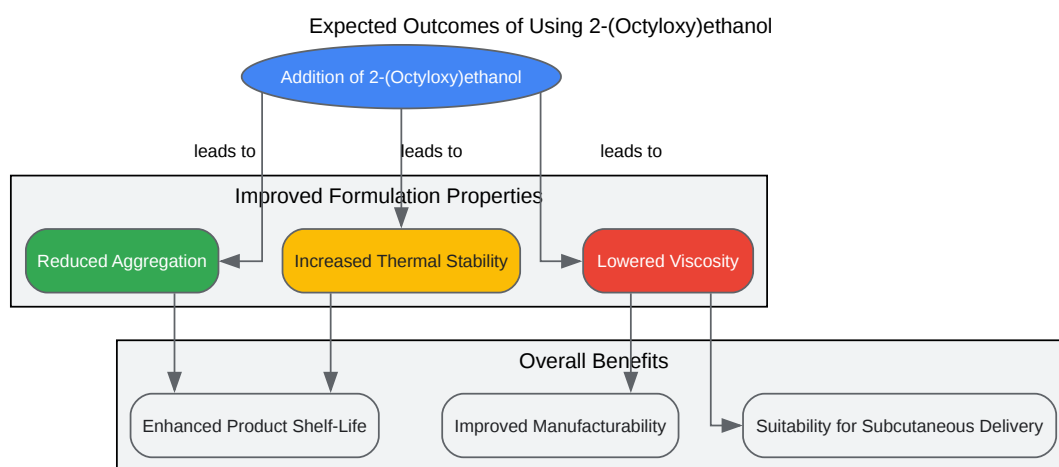 Expected Outcomes of Using 2-(Octyloxy)ethanol
Addition of 2-(Octyloxy)ethanol
leads to
leads to
leads to
Improved Formulation Properties
Reduced Aggregation
Increased Thermal Stability
Lowered Viscosity
Overall Benefits
Enhanced Product Shelf-Life
Improved Manufacturability
Suitability for Subcutaneous Delivery